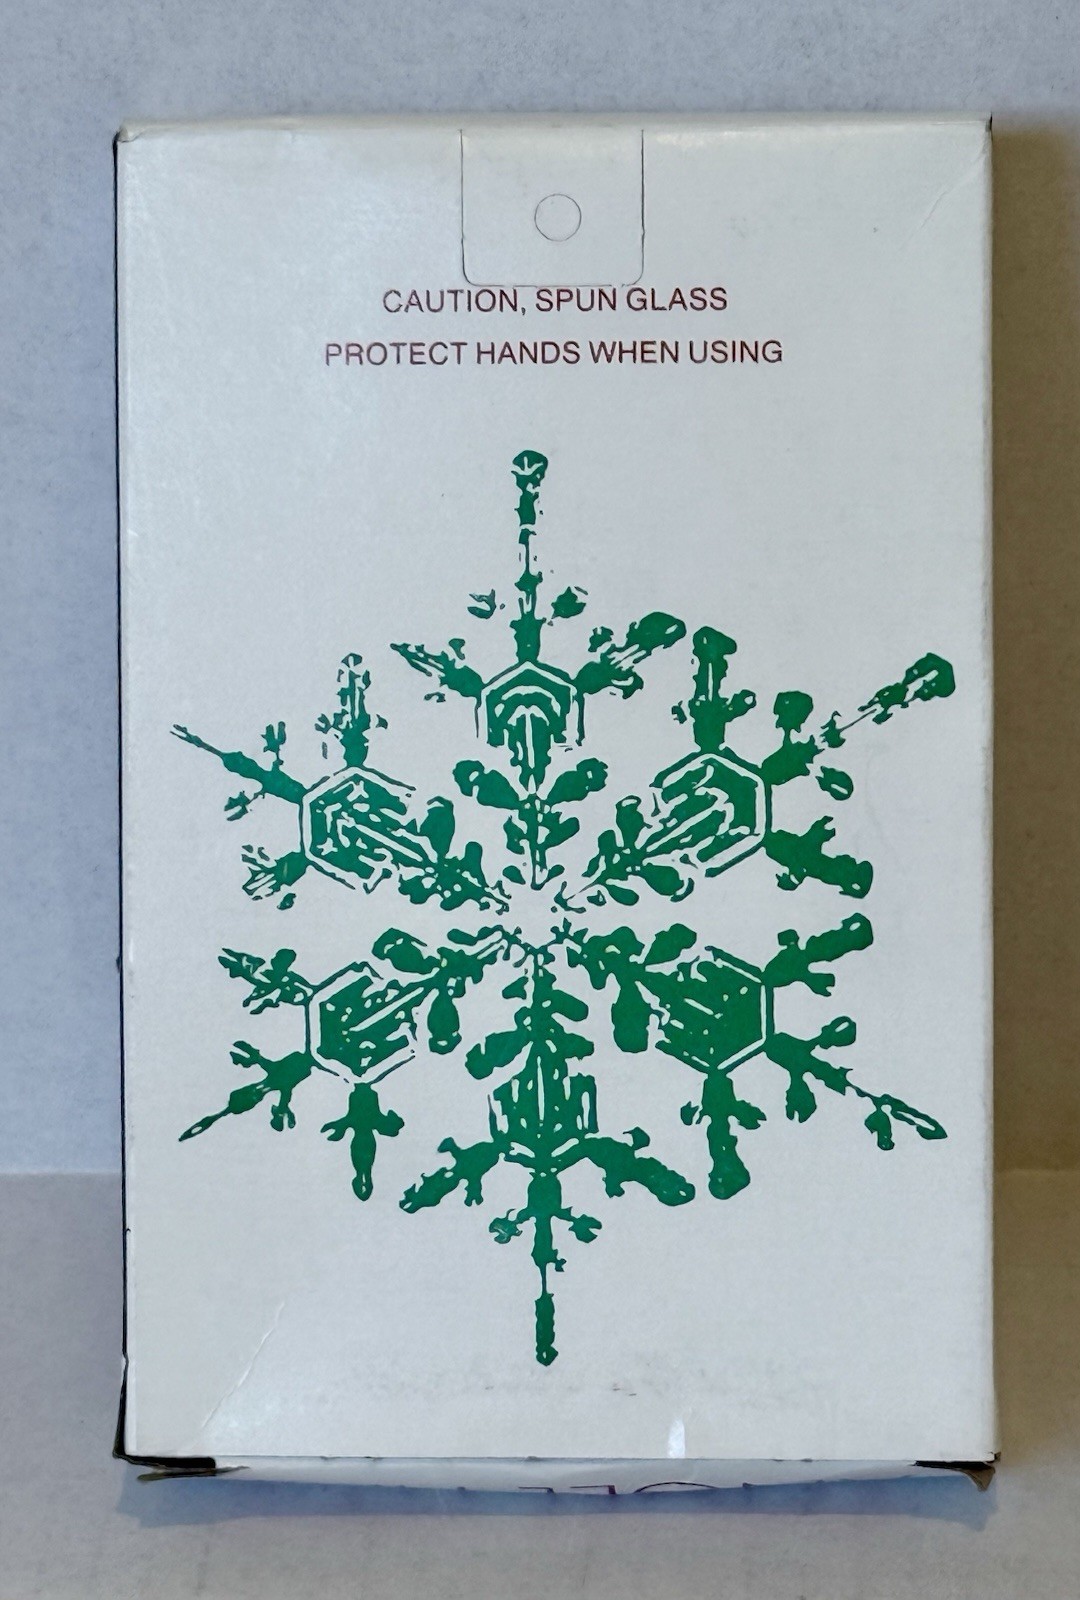 CAUTION, SPUN GLASS
PROTECT HANDS WHEN USING